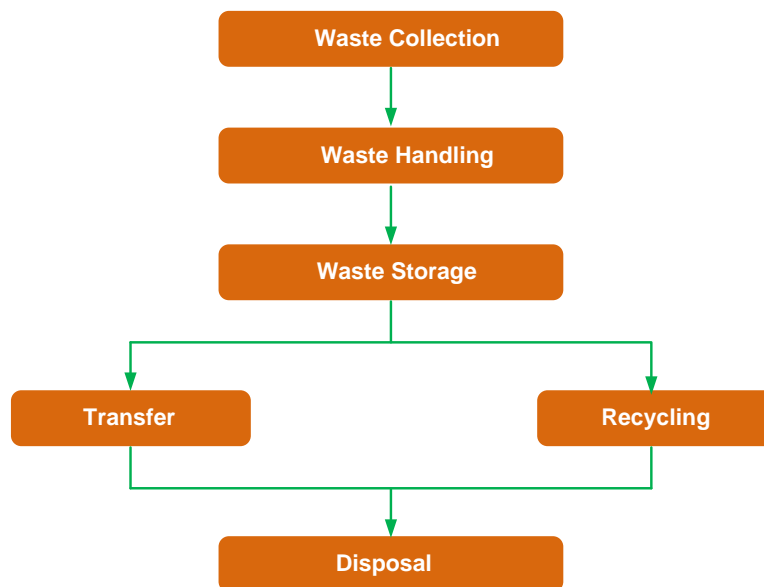 Waste Collection
Waste Handling
Waste Storage
Transfer
Recycling
Disposal